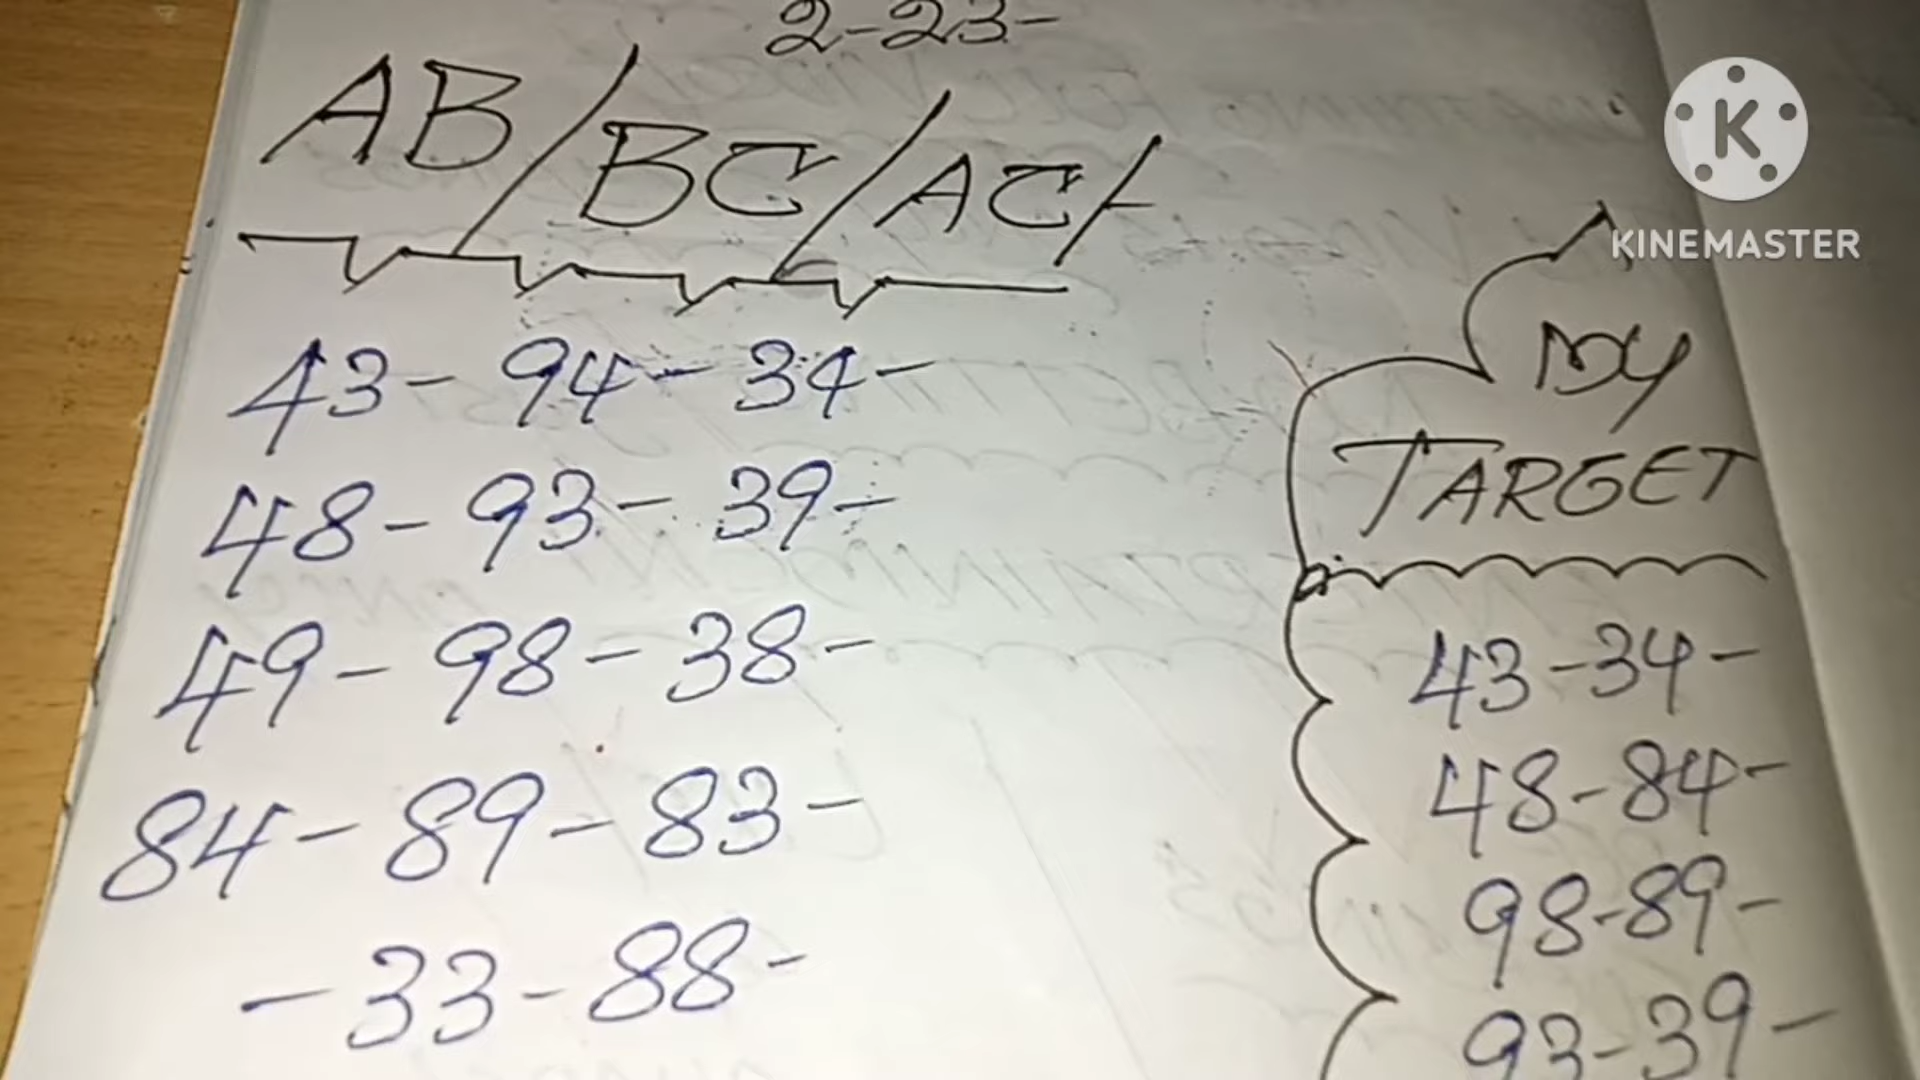 2-23-
AB/BC/AC/-
43- 94- 34-
48- 93- 39-
49- 98- 38-
84- 89- 83-
- 33- 88-
KINEMASTER
MY
TARGET
43-34-
48-84-
98-89-
93-39-